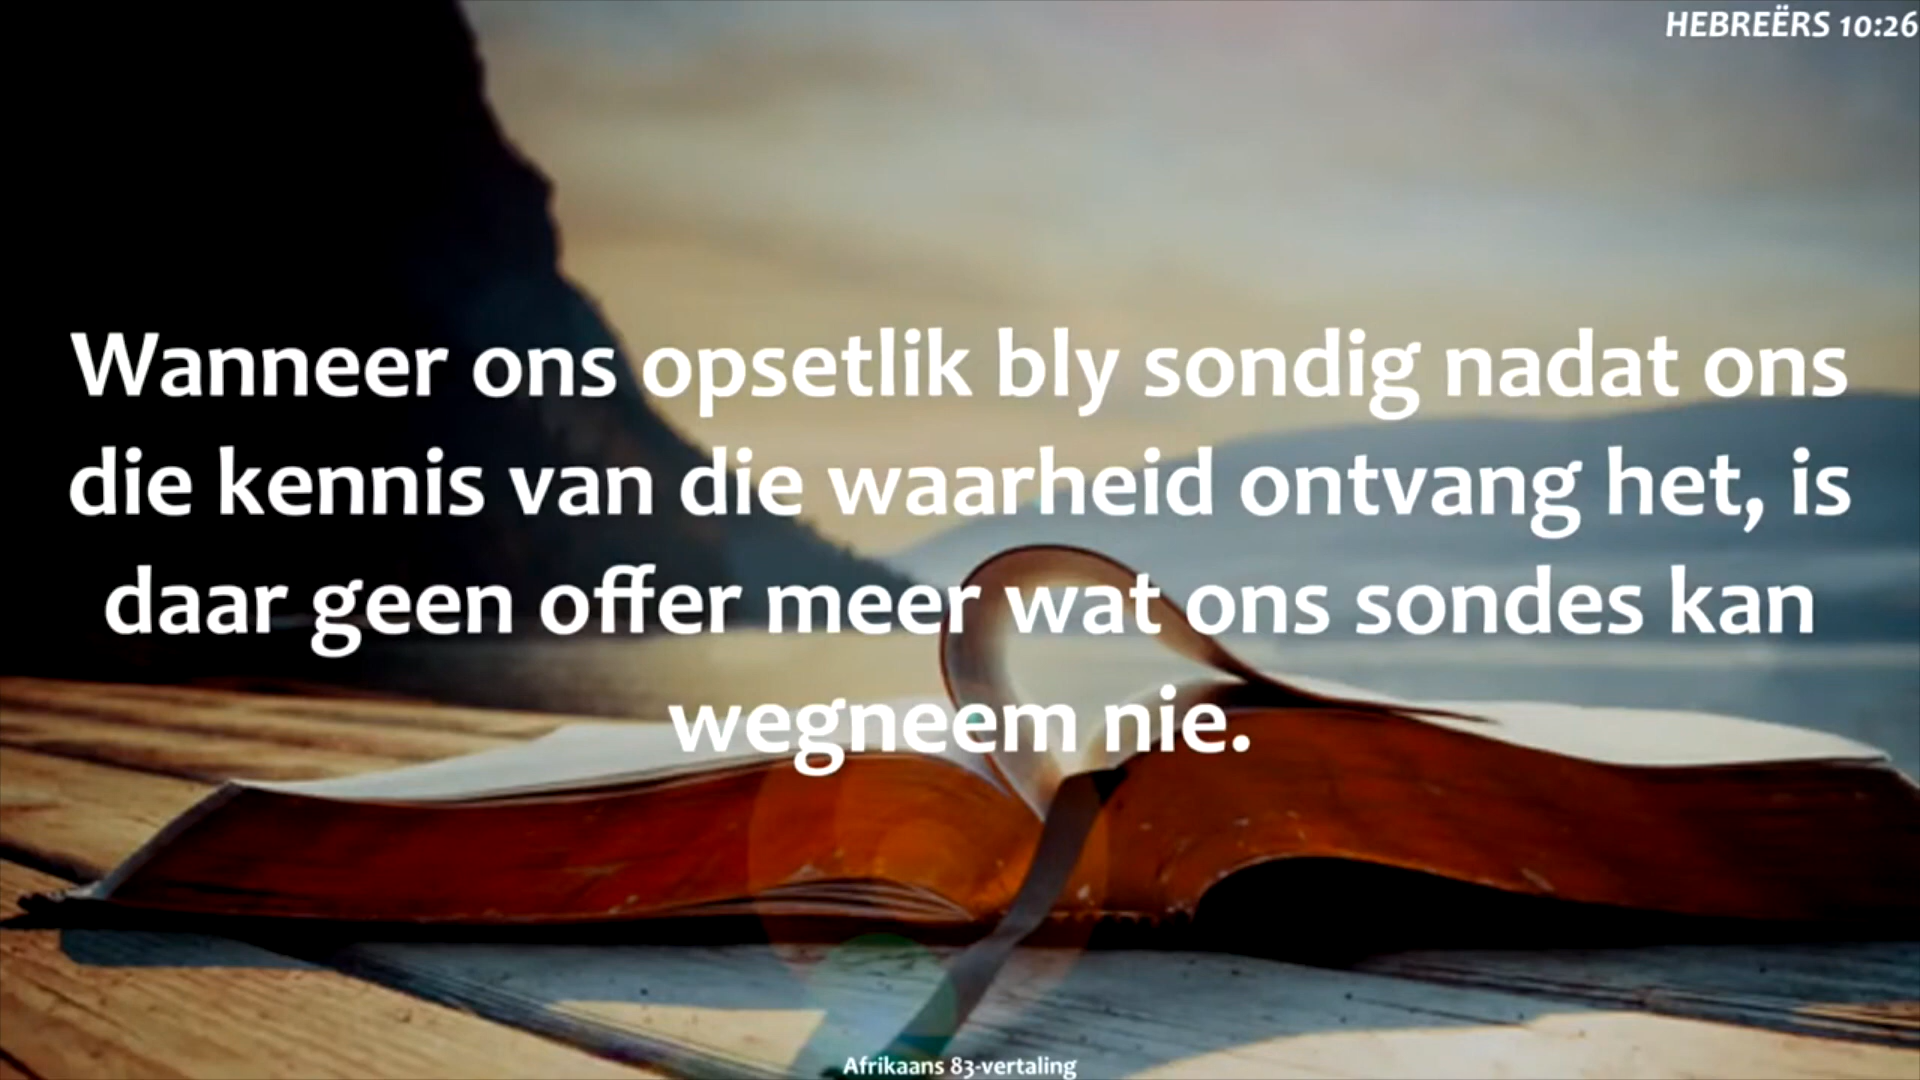 HEBREËRS 10:26
Wanneer ons opsetlik bly sondig nadat ons
die kennis van die waarheid ontvang het, is
daar geen offer meer wat ons sondes kan
wegneem nie.
Afrikaans 83-vertaling